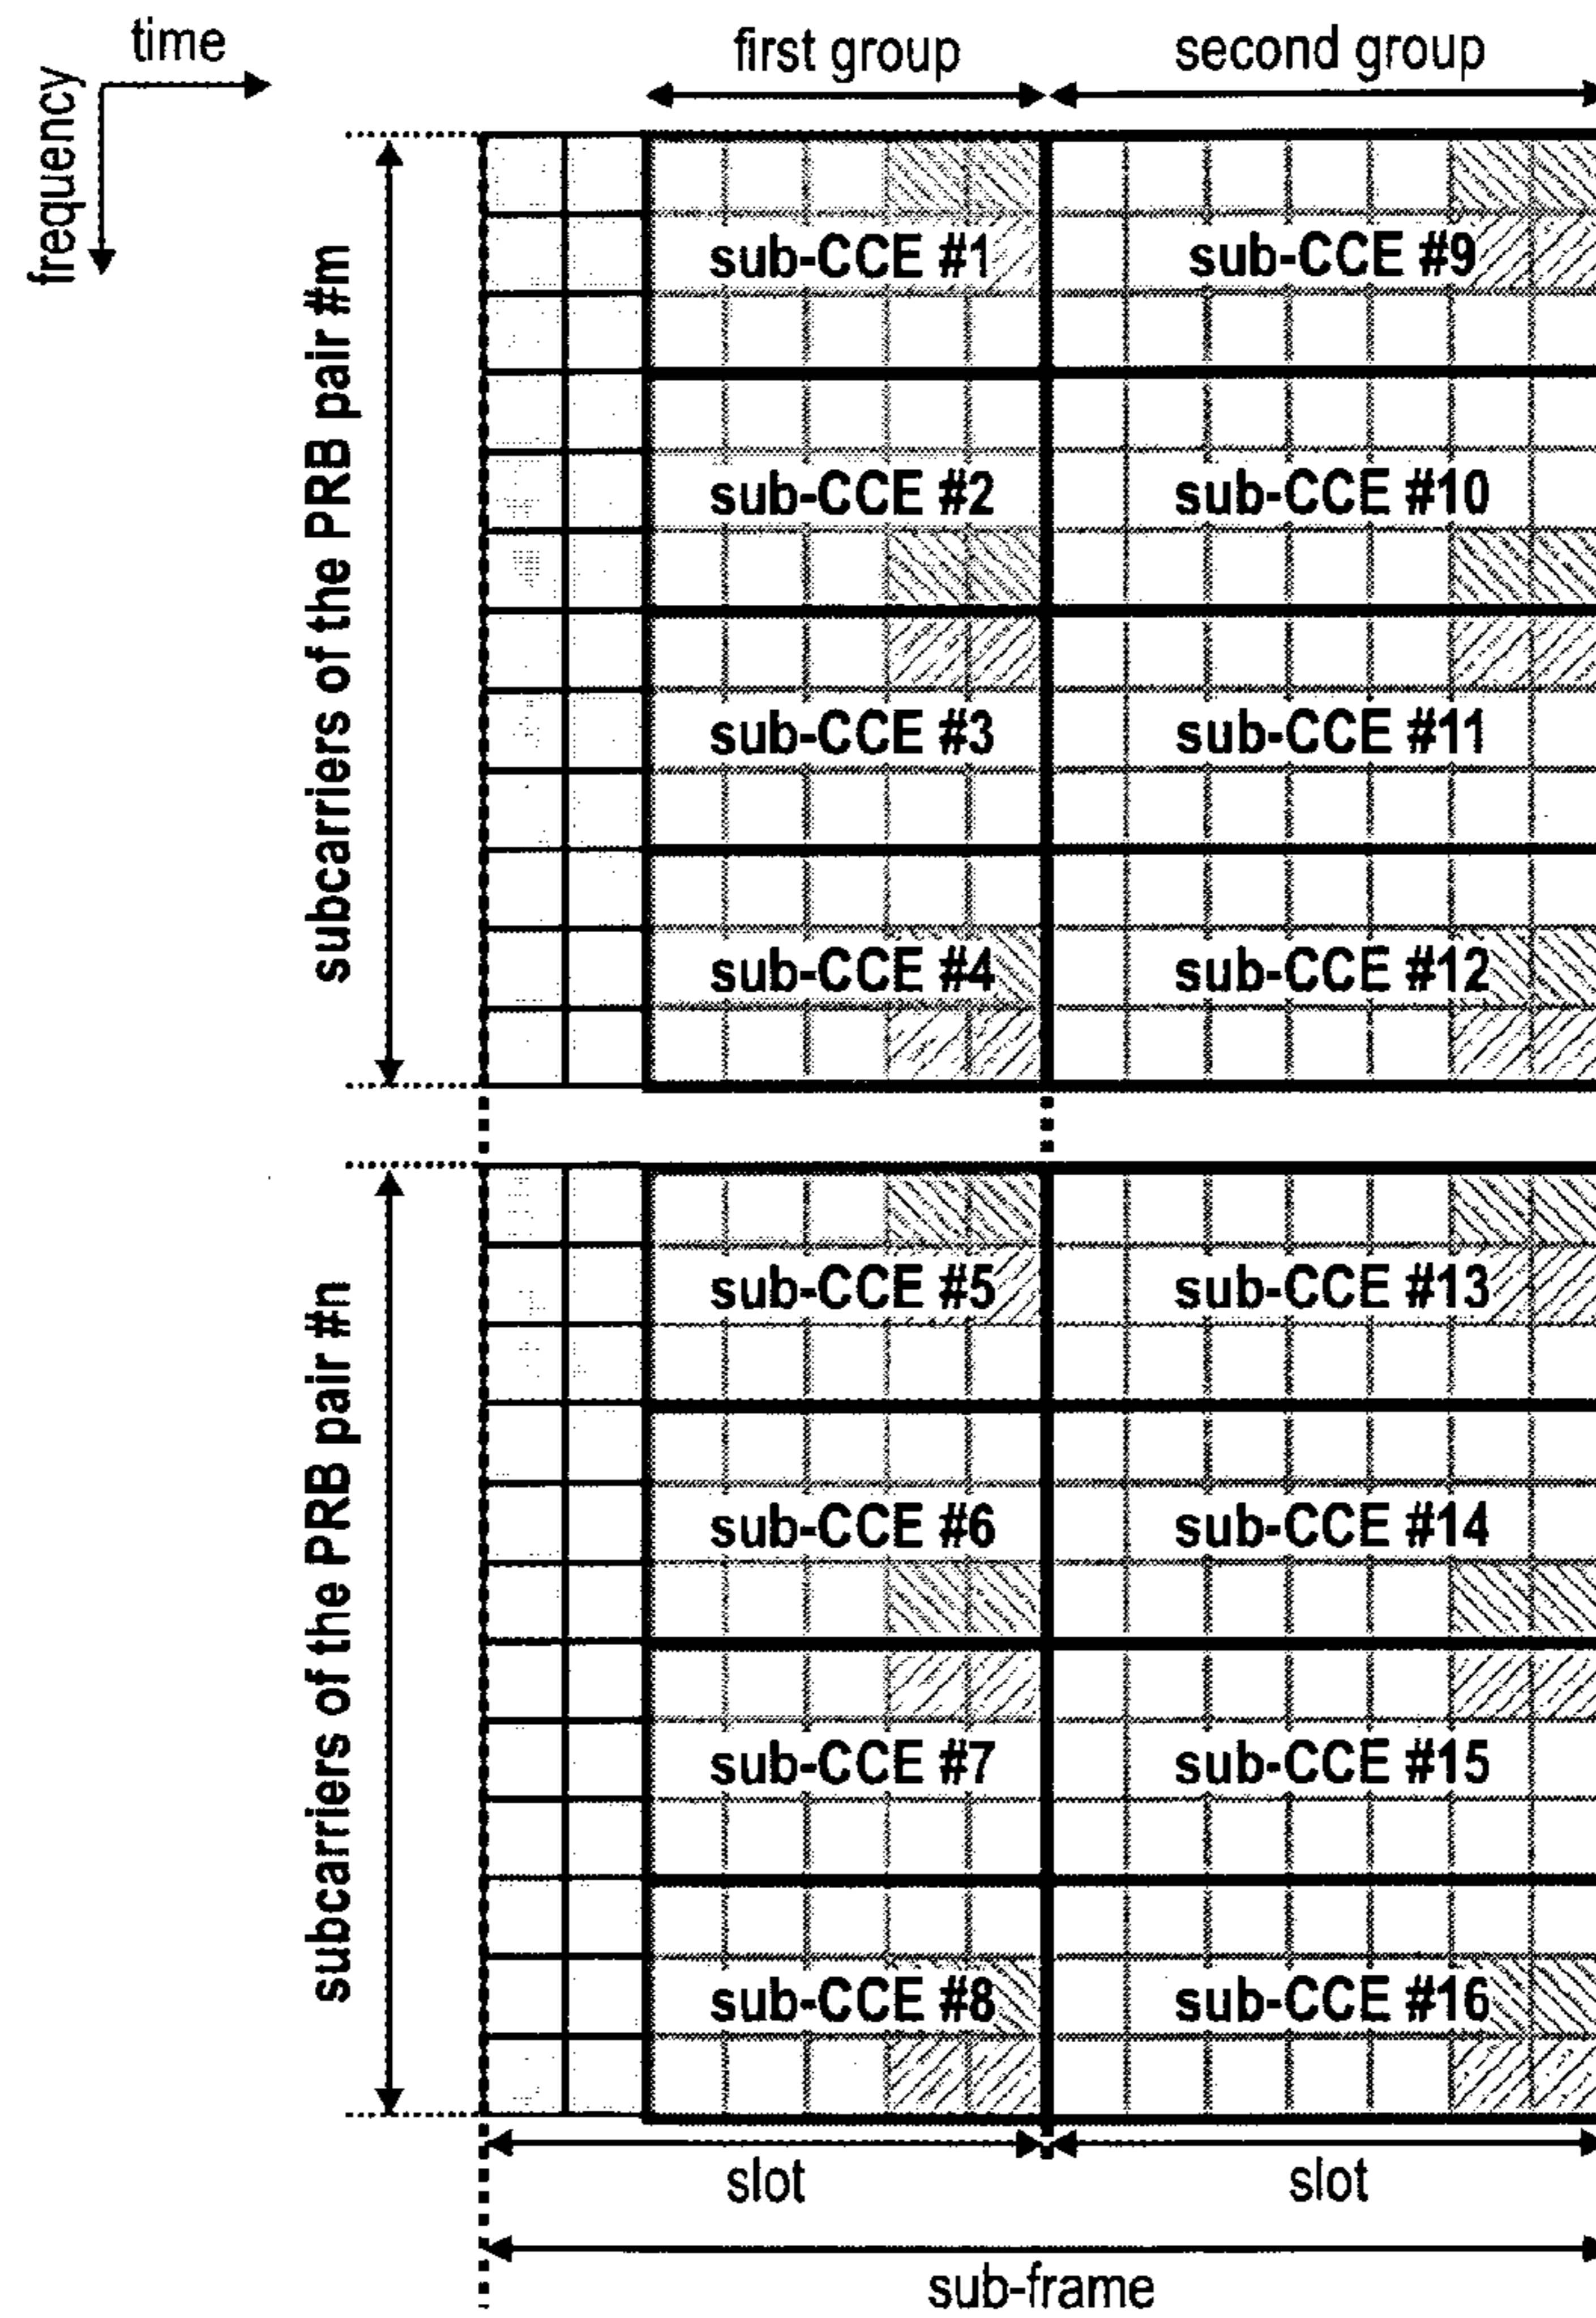 time
first group
second group
frequency
subcarriers of the PRB pair #m
sub-CCE #1
sub-CCE #9
sub-CCE #2
sub-CCE #10
sub-CCE #3
sub-CCE #11
sub-CCE #4
sub-CCE #12
subcarriers of the PRB pair #n
sub-CCE #5
sub-CCE #13
sub-CCE #6
sub-CCE #14
sub-CCE #7
sub-CCE #15
sub-CCE #8
sub-CCE #16
slot
slot
sub-frame